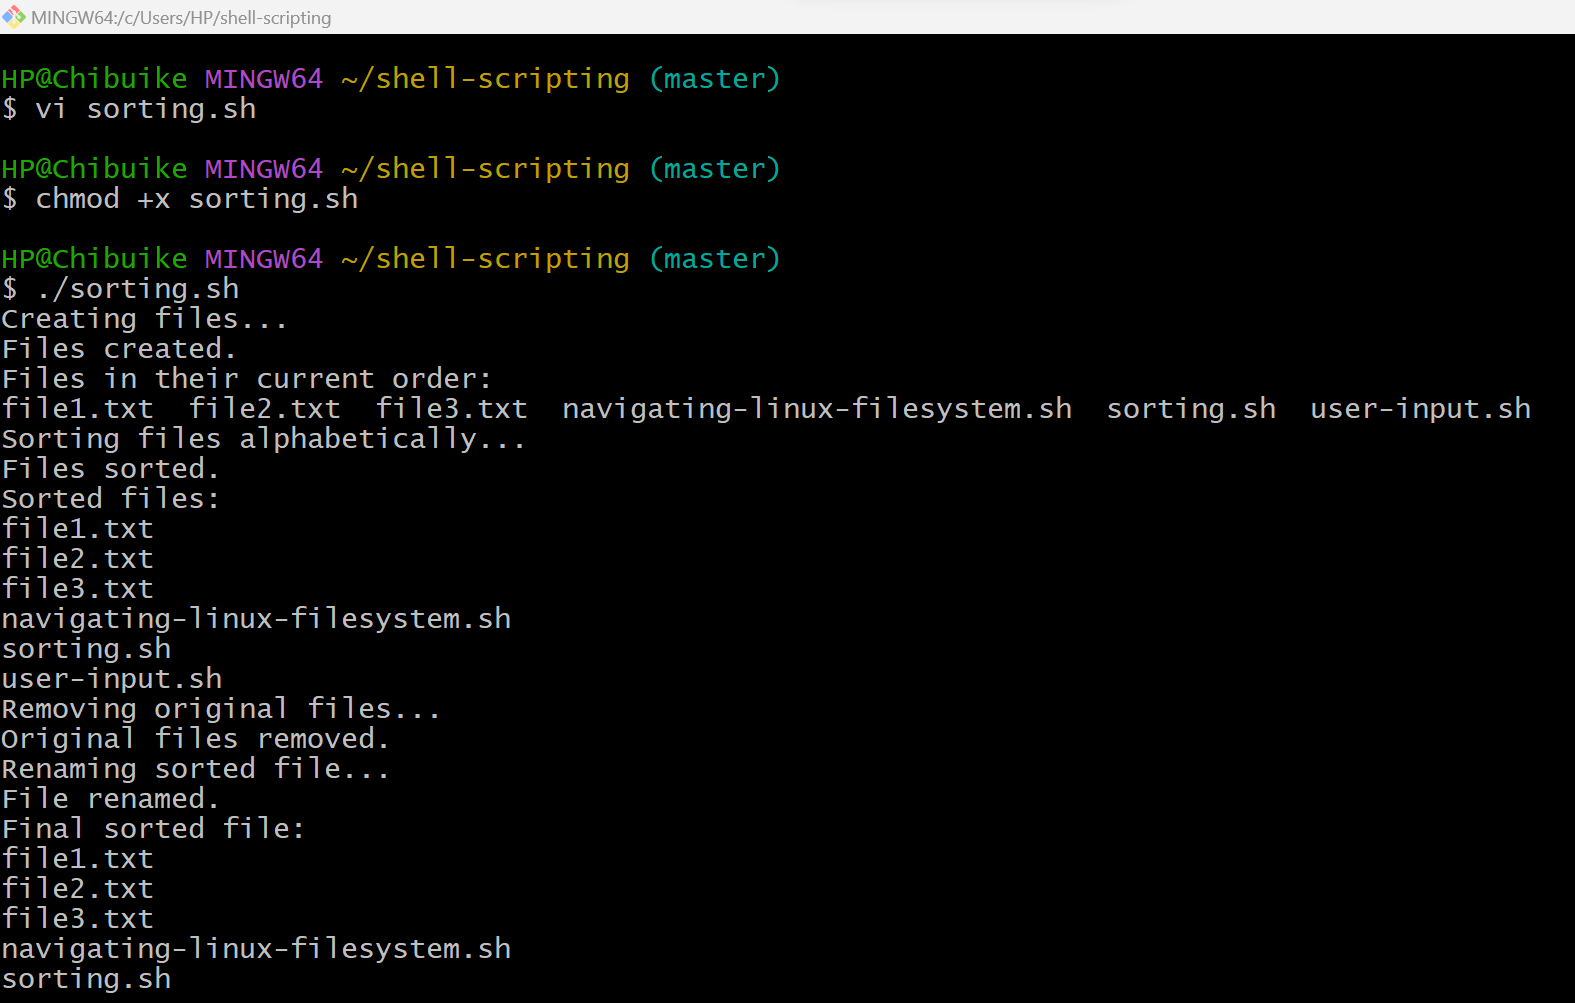 MINGW64:/c/Users/HP/shell-scripting
HP@Chibuike MINGW64 ~/shell-scripting (master)
$ vi sorting.sh
HP@Chibuike MINGW64 ~/shell-scripting (master)
$ chmod +x sorting.sh
HP@Chibuike MINGW64 ~/shell-scripting (master)
$ ./sorting.sh
Creating files...
Files created.
Files in their current order:
file1.txt  file2.txt  file3.txt  navigating-linux-filesystem.sh  sorting.sh  user-input.sh
Sorting files alphabetically...
Files sorted.
Sorted files:
file1.txt
file2.txt
file3.txt
navigating-linux-filesystem.sh
sorting.sh
user-input.sh
Removing original files...
Original files removed.
Renaming sorted file...
File renamed.
Final sorted file:
file1.txt
file2.txt
file3.txt
navigating-linux-filesystem.sh
sorting.sh